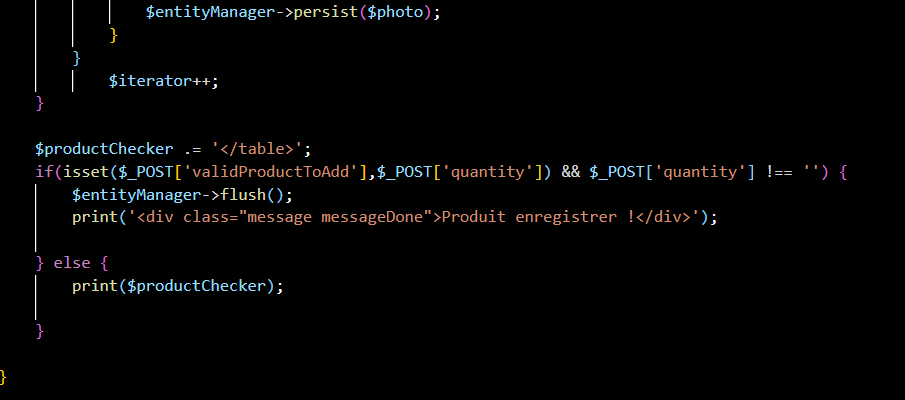 $entityManager->persist($photo);
}
}
$iterator++;
}
$productChecker .= '</table>';
if(isset($_POST['validProductToAdd'],$_POST['quantity']) && $_POST['quantity'] !== '') {
$entityManager->flush();
print('<div class="message messageDone">Produit enregistrer !</div>');
} else {
print($productChecker);
}
}